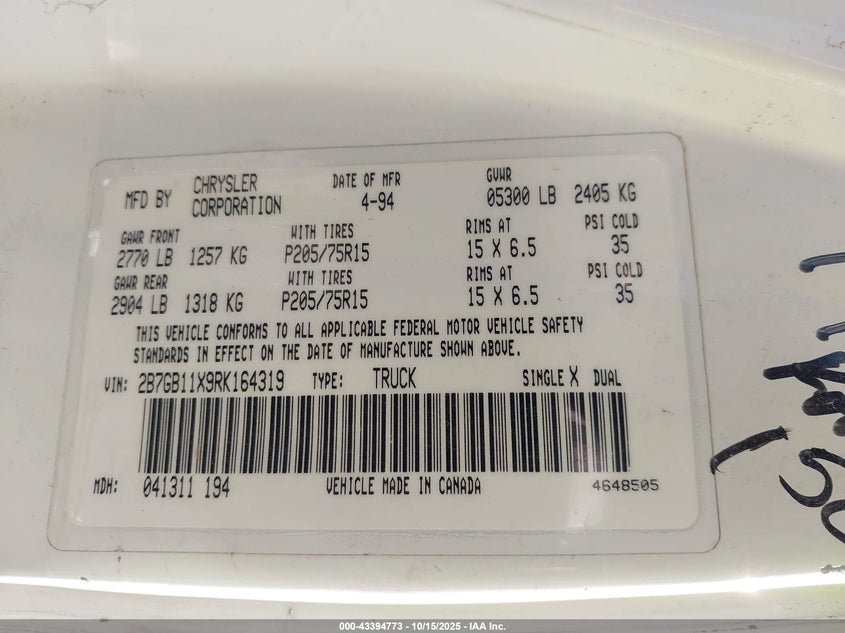 MFD BY CHRYSLER CORPORATION DATE OF MFR 4-94 GVWR 05300 LB 2405 KG
GAWR FRONT WITH TIRES RIMS AT PSI COLD
2770 LB 1257 KG P205/75R15 15 X 6.5 35
GAWR REAR WITH TIRES RIMS AT PSI COLD
2904 LB 1318 KG P205/75R15 15 X 6.5 35
THIS VEHICLE CONFORMS TO ALL APPLICABLE FEDERAL MOTOR VEHICLE SAFETY
STANDARDS IN EFFECT ON THE DATE OF MANUFACTURE SHOWN ABOVE.
VIN: 2B7GB11X9RK164319 TYPE: TRUCK SINGLE X DUAL
MDH: 041311 194 VEHICLE MADE IN CANADA 4648505
000-43394773 | 10/15/2025 - IAA Inc.